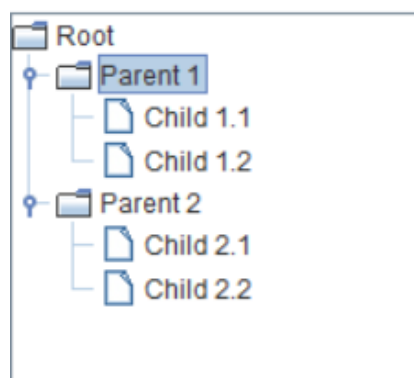 Root
Parent 1
Child 1.1
Child 1.2
Parent 2
Child 2.1
Child 2.2